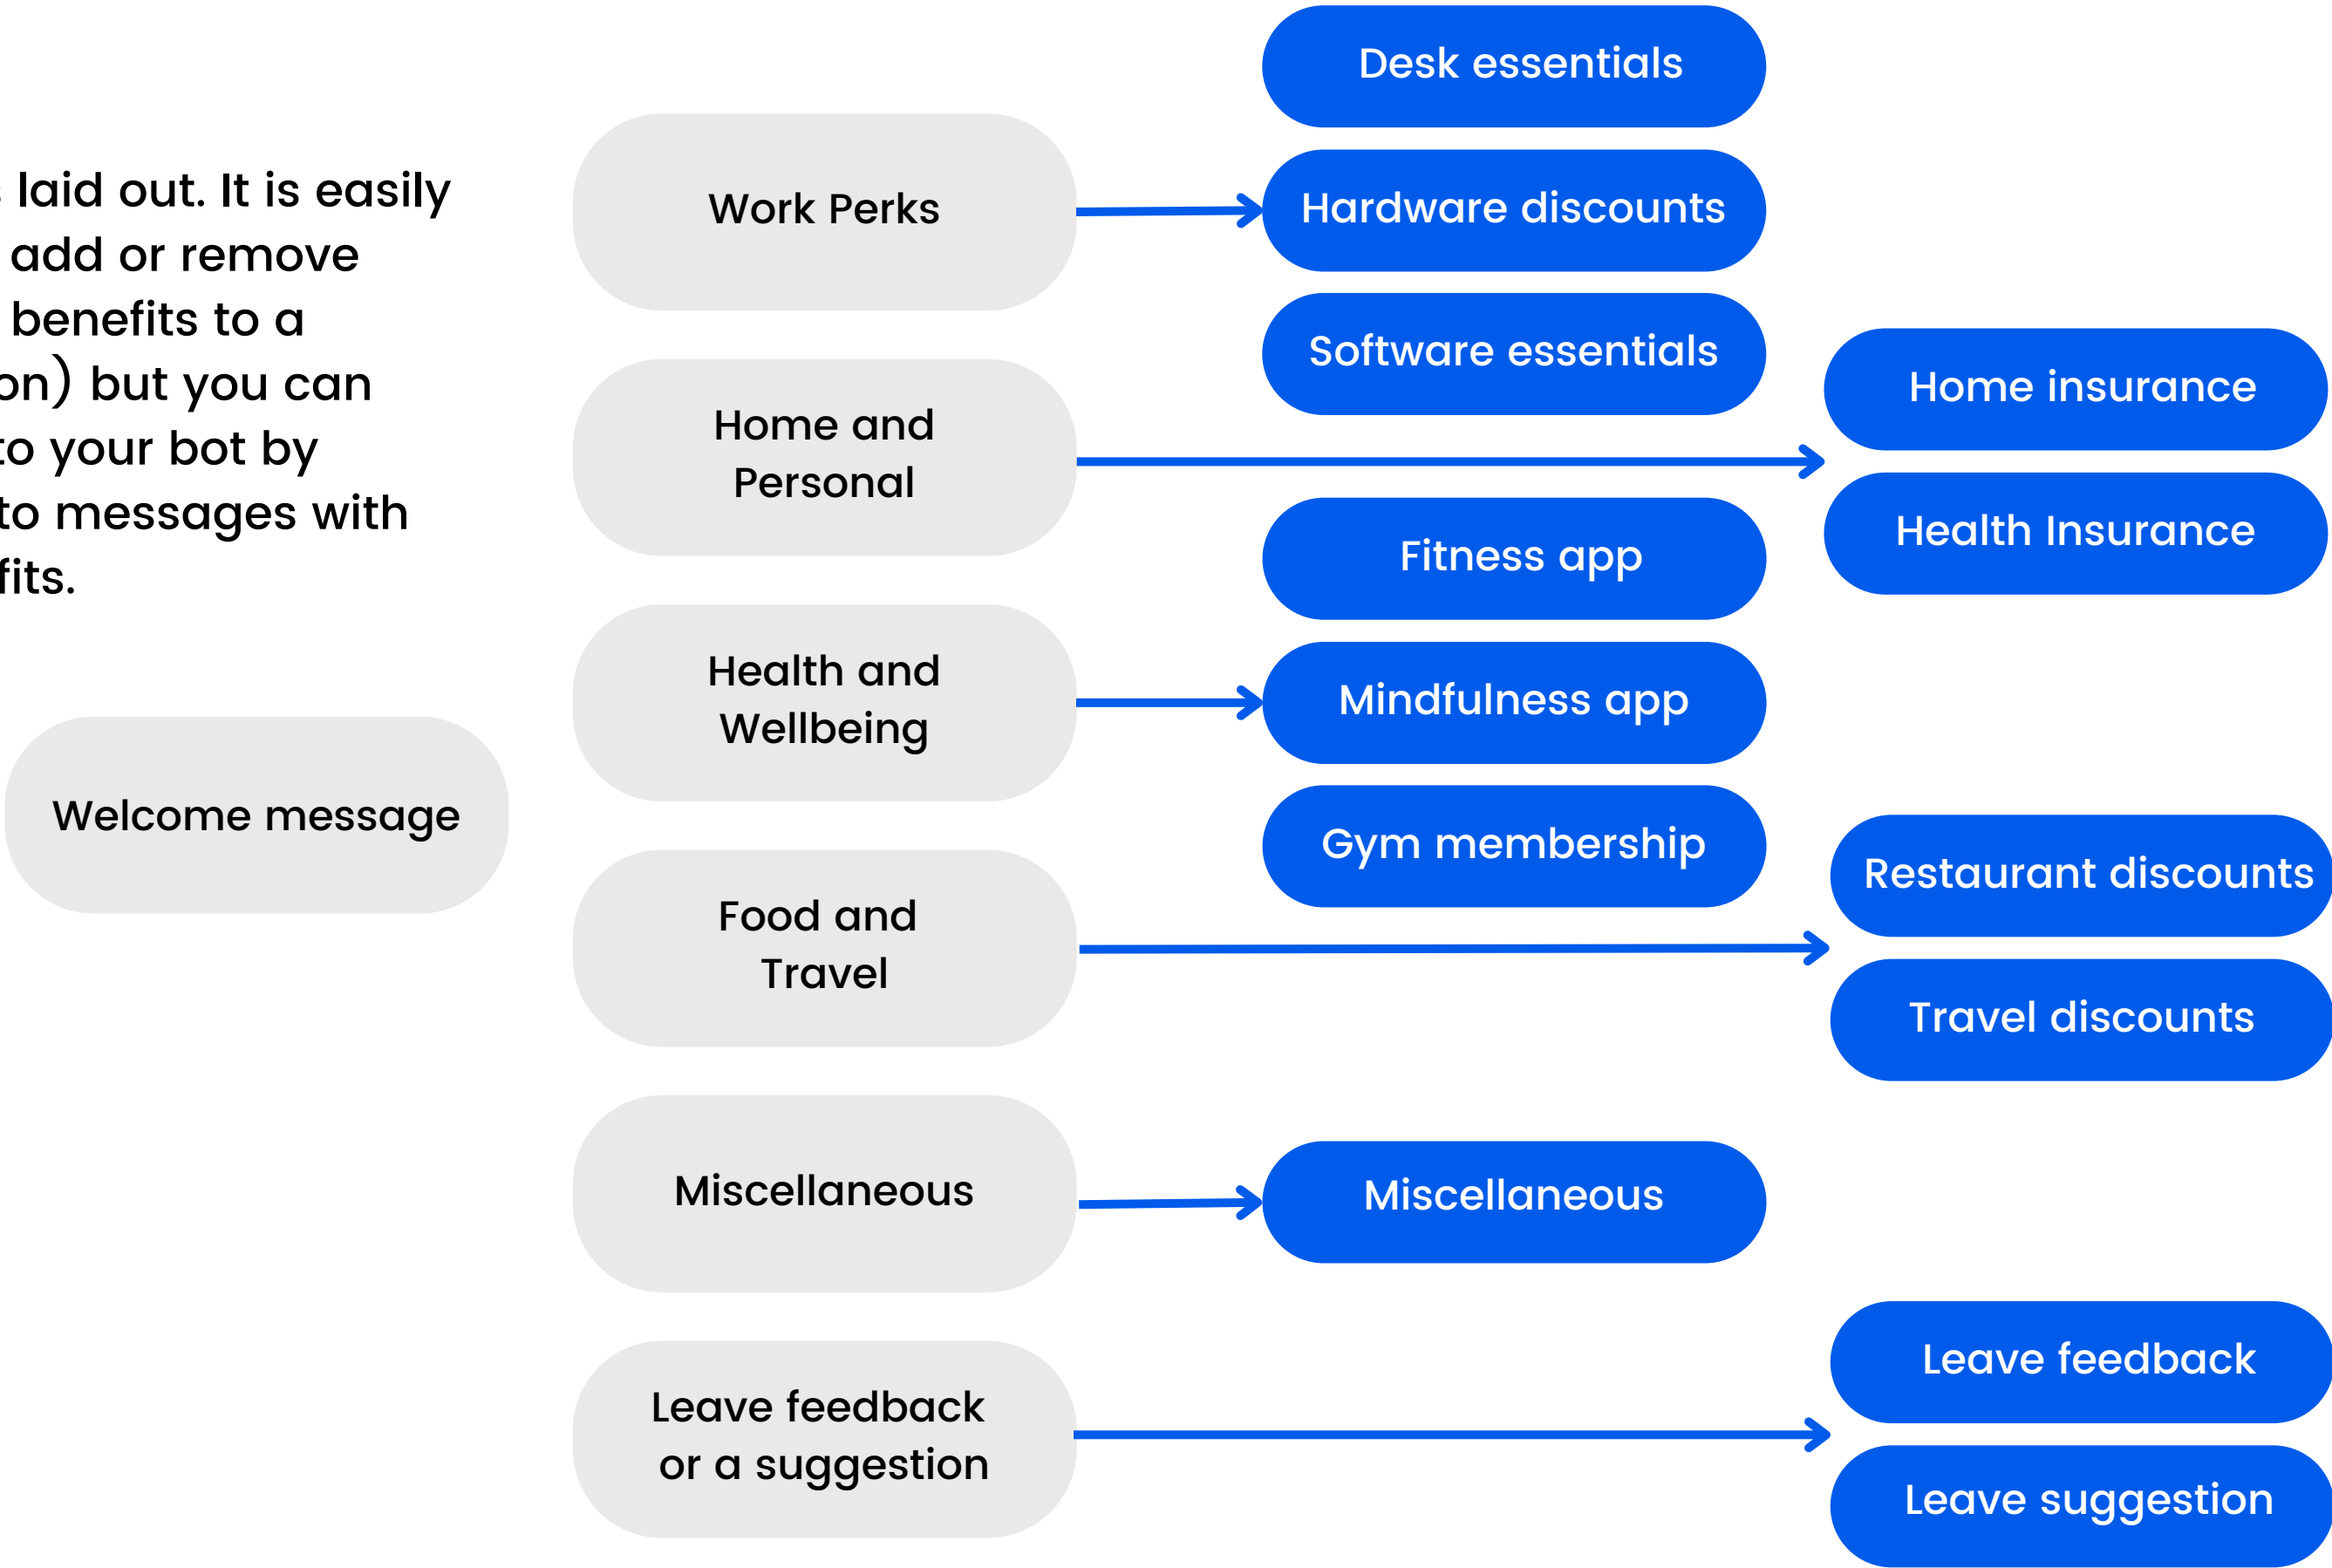 laid out. It is easily
add or remove
benefits to a
but you can
to your bot by
to messages with
Welcome message
Work Perks
Home and
Personal
Health and
Wellbeing
Food and
Travel
Miscellaneous
Leave feedback
or a suggestion
Desk essentials
Hardware discounts
Software essentials
Home insurance
Health Insurance
Fitness app
Mindfulness app
Gym membership
Restaurant discounts
Travel discounts
Miscellaneous
Leave feedback
Leave suggestion